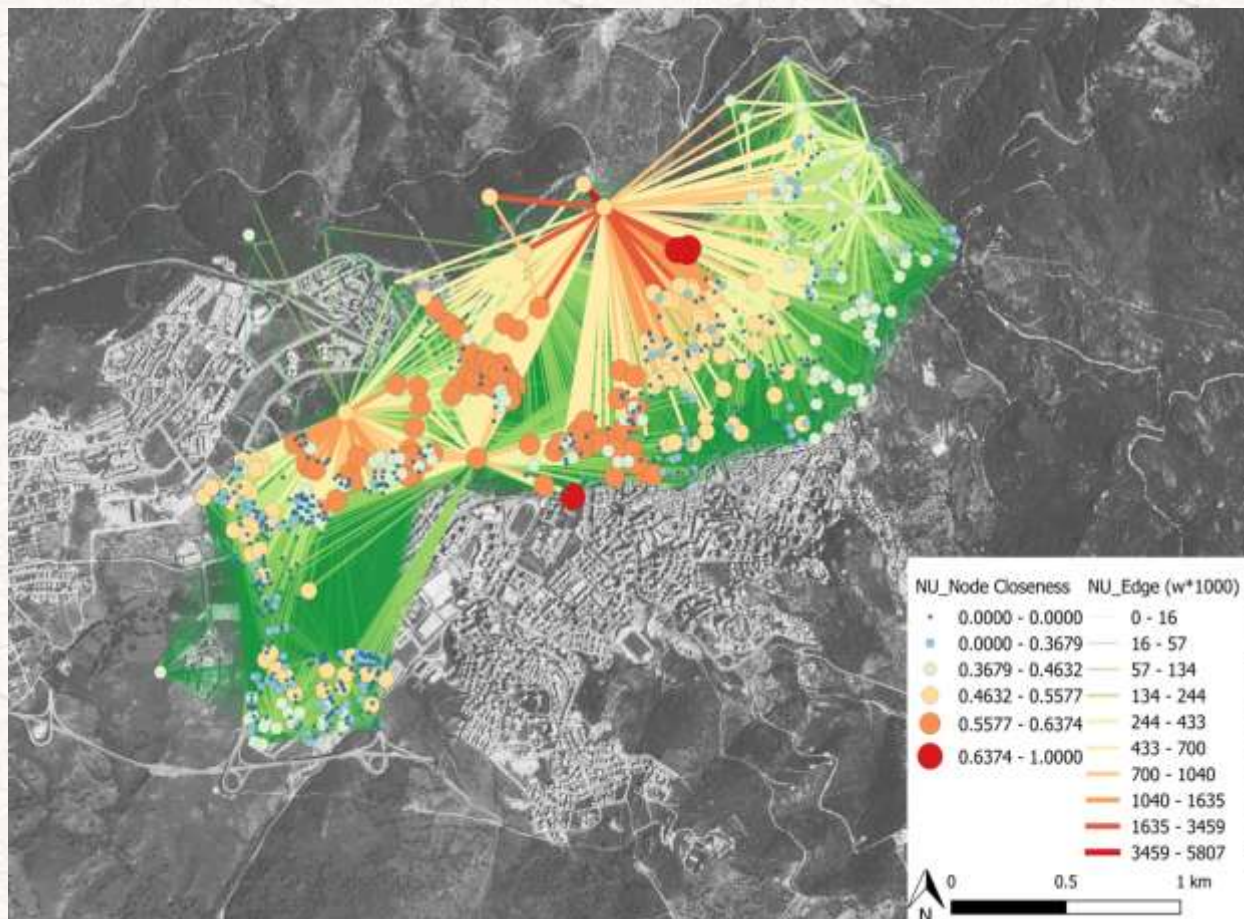 NU_Node Closeness
0.0000 - 0.0000
0.0000 - 0.3679
0.3679 - 0.4632
0.4632 - 0.5577
0.5577 - 0.6374
0.6374 - 1.0000
NU_Edge (w*1000)
0 - 16
16 - 57
57 - 134
134 - 244
244 - 433
433 - 700
700 - 1040
1040 - 1635
1635 - 3459
3459 - 5807
N
0 0.5 1 km